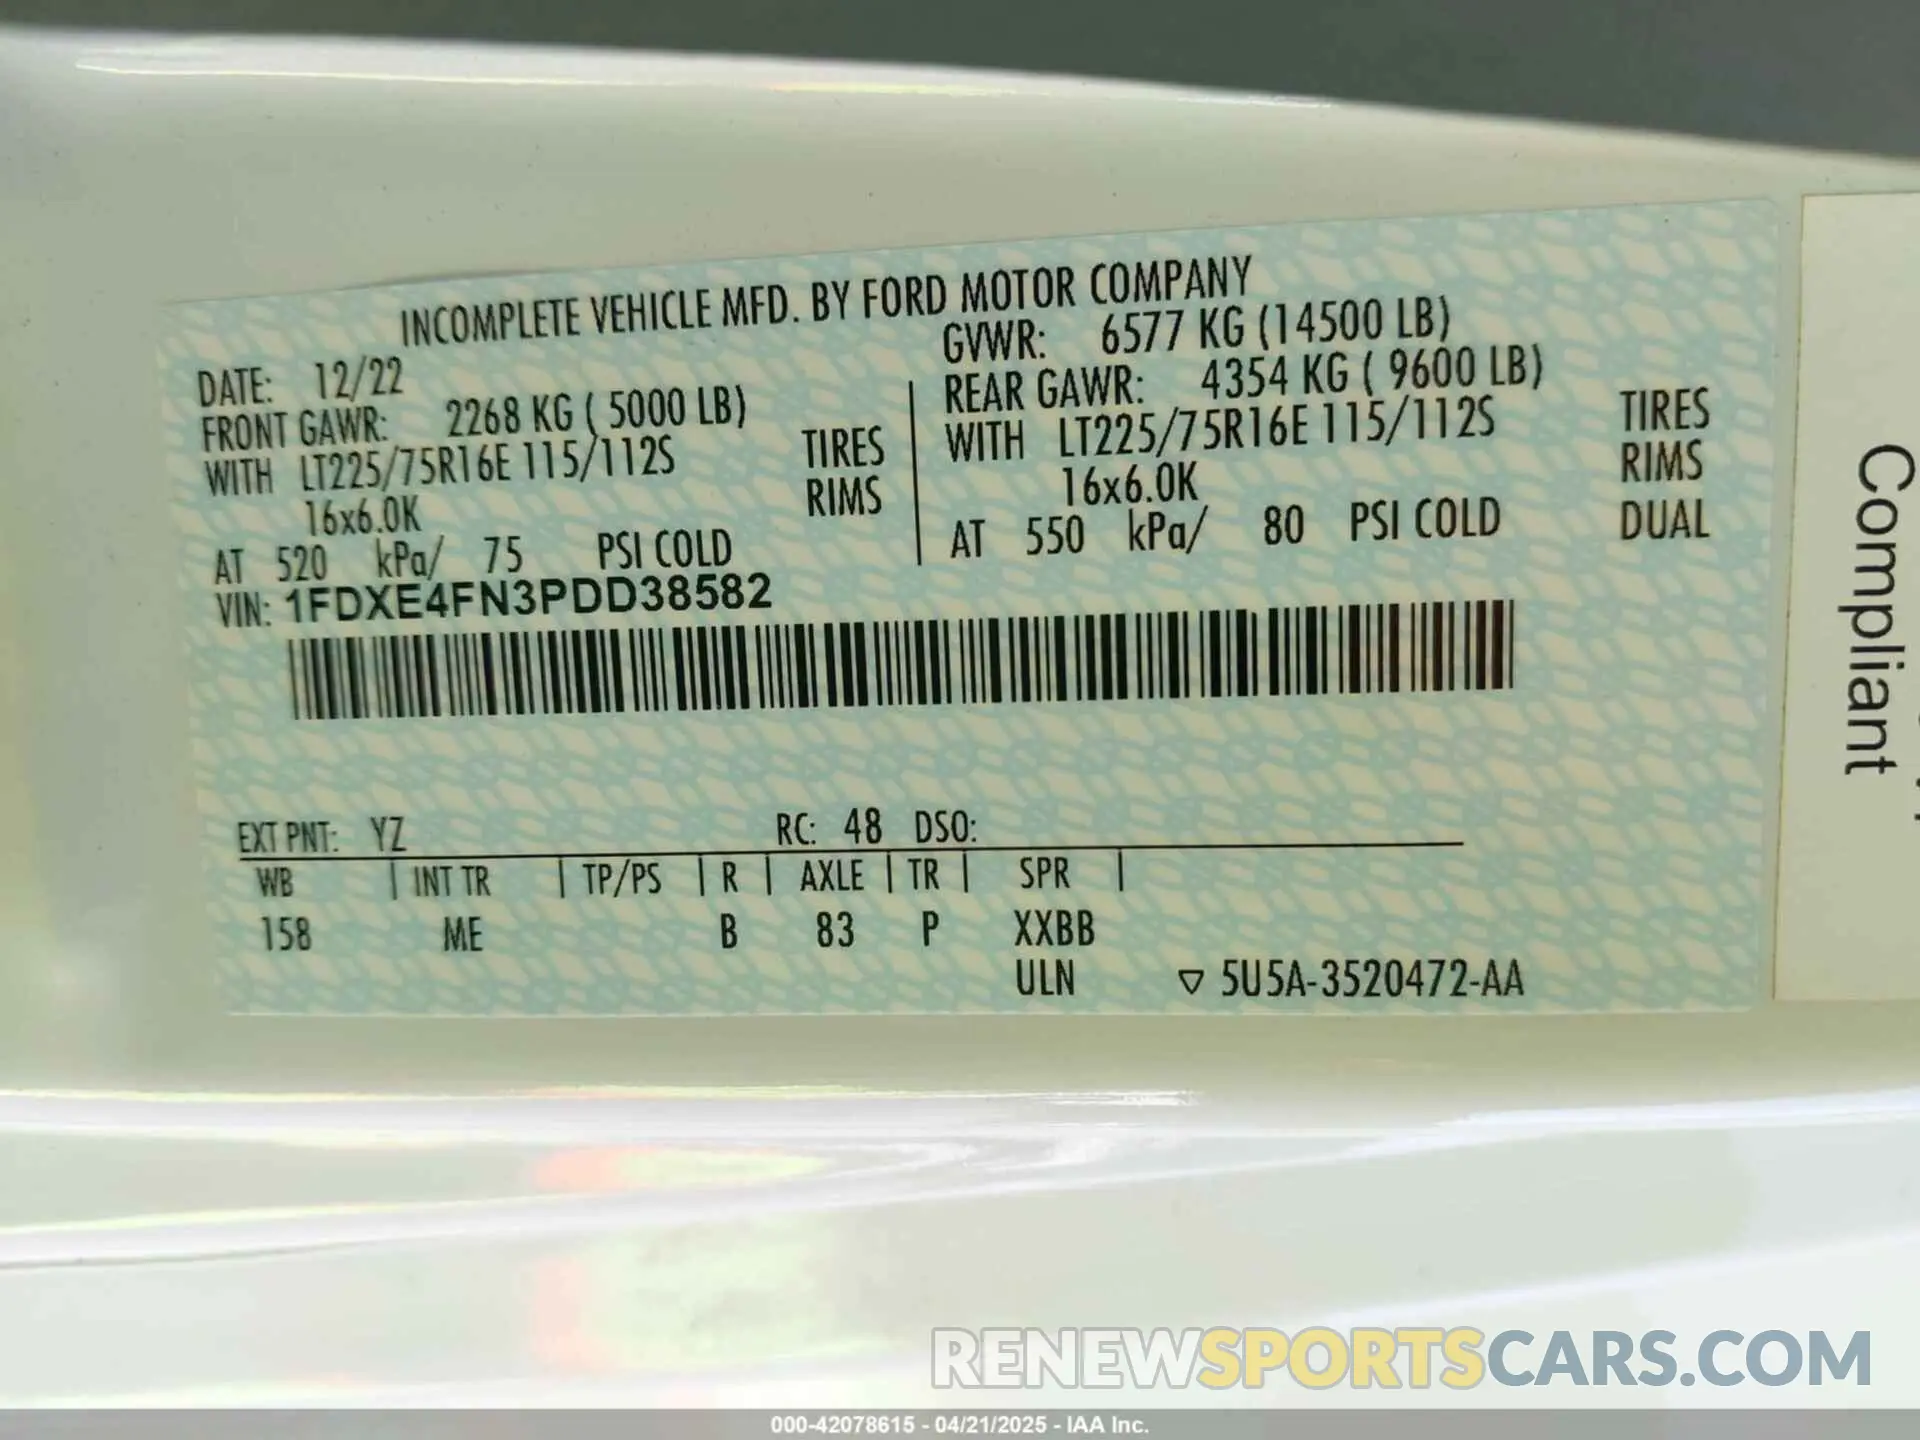 INCOMPLETE VEHICLE MFD. BY FORD MOTOR COMPANY
DATE: 12/22
GVWR: 6577 KG (14500 LB)
FRONT GAWR: 2268 KG ( 5000 LB)
REAR GAWR: 4354 KG ( 9600 LB)
WITH LT225/75R16E 115/112S TIRES
WITH LT225/75R16E 115/112S TIRES
16x6.0K RIMS
16x6.0K RIMS
AT 520 kPa/ 75 PSI COLD
AT 550 kPa/ 80 PSI COLD DUAL
VIN: 1FDXE4FN3PDD38582
EXT PNT: YZ RC: 48 DSO:
WB | INT TR | TP/PS | R | AXLE | TR | SPR |
158 ME B 83 P XXBB
ULN ▽ 5U5A-3520472-AA
Compliant
RENEWSPORTSCARS.COM
000-42078615 - 04/21/2025 - IAA Inc.